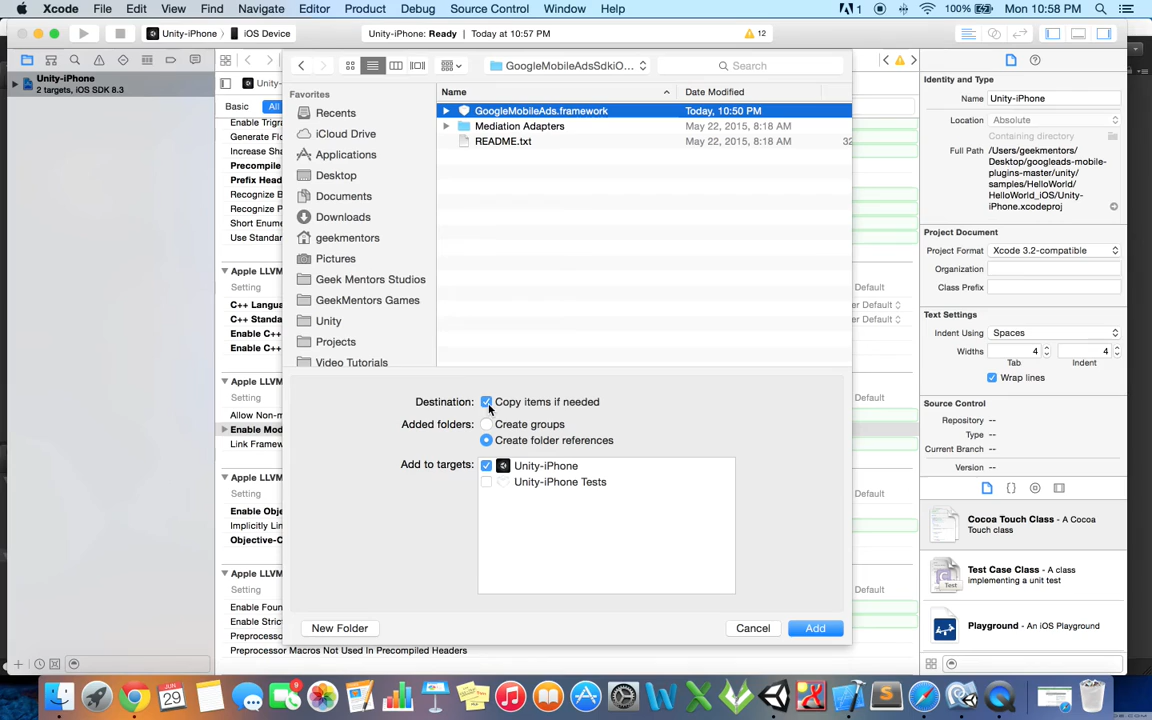 Xcode File Edit View Find Navigate Editor Product Debug Source Control Window Help 1 100% Mon 10:58 PM
Unity-iPhone 〉 iOS Device Unity-iPhone: Ready | Today at 10:57 PM 12
Unity-iPhone
2 targets, iOS SDK 8.3
Unity-
Basic All
Enable Trig
Generate F
Increase Sha
Precompile
Prefix Head
Recognize B
Recognize P
Short Enume
Use Standar
Apple LLVM
Setting
C++ Langua
C++ Standa
Enable C++
Enable C++
Apple LLVM
Setting
Allow Non-m
Enable Mod
Link Framew
Apple LLVM
Setting
Enable Obje
Implicitly Lin
Objective-C
Apple LLVM
Setting
Enable Foun
Enable Strict
Preprocessor
Preprocessor Macros Not Used In Precompiled Headers
GoogleMobileAdsSdkiO...
Search
Favorites
Recents
iCloud Drive
Applications
Desktop
Documents
Downloads
geekmentors
Pictures
Geek Mentors Studios
GeekMentors Games
Unity
Projects
Video Tutorials
Name Date Modified
GoogleMobileAds.framework Today, 10:50 PM
Mediation Adapters May 22, 2015, 8:18 AM
README.txt May 22, 2015, 8:18 AM 32
Destination: Copy items if needed
Added folders: Create groups
Create folder references
Add to targets: Unity-iPhone
Unity-iPhone Tests
New Folder Cancel Add
Default
er Default
er Default
Default
Default
Default
Identity and Type
Name Unity-iPhone
Location Absolute
Containing directory
Full Path /Users/geekmentors/
Desktop/googleads-mobile-
plugins-master/unity/
samples/HelloWorld/
HelloWorld_iOS/Unity-
iPhone.xcodeproj
Project Document
Project Format Xcode 3.2-compatible
Organization
Class Prefix
Text Settings
Indent Using Spaces
Widths 4 4
Tab Indent
Wrap lines
Source Control
Repository --
Type --
Current Branch --
Version --
Cocoa Touch Class - A Cocoa
Touch class
Test Case Class - A class
implementing a unit test
Playground - An iOS Playground
JUN
29
9